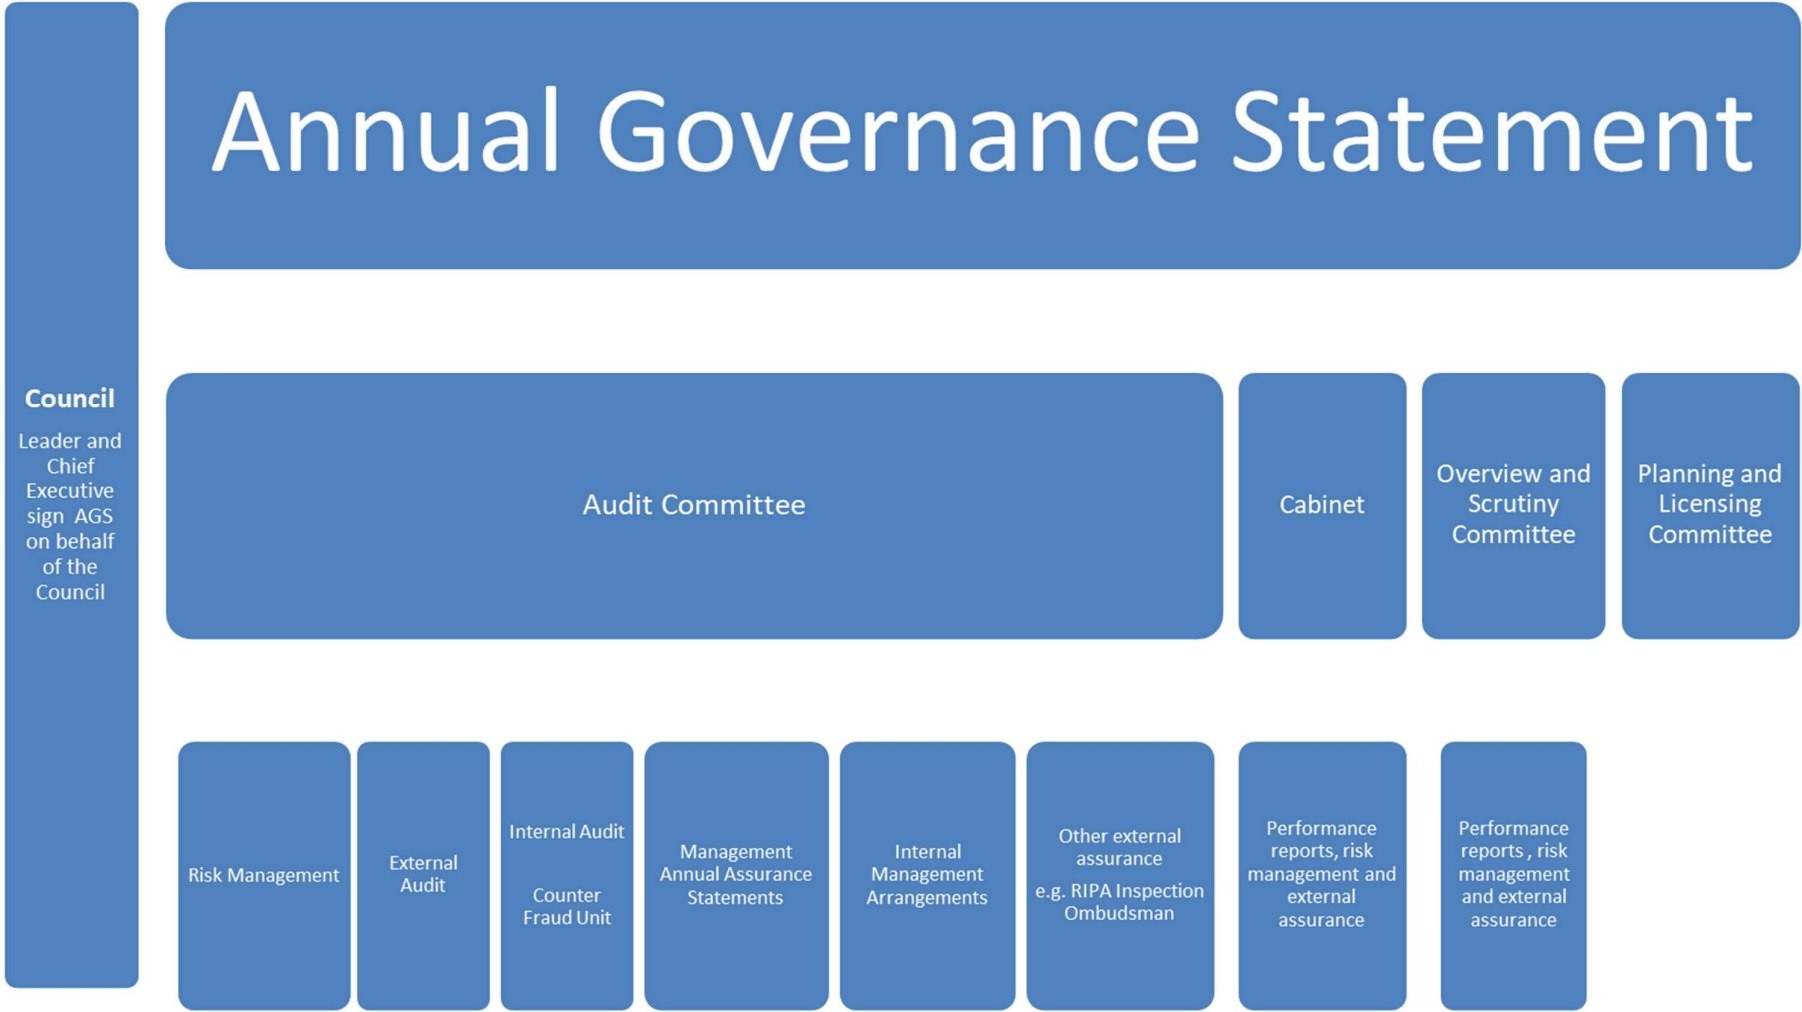 Annual Governance Statement
Council
Leader and
Chief
Executive
sign AGS
on behalf
of the
Council
Audit Committee
Cabinet
Overview and
Scrutiny
Committee
Planning and
Licensing
Committee
Risk Management
External
Audit
Internal Audit
Counter
Fraud Unit
Management
Annual Assurance
Statements
Internal
Management
Arrangements
Other external
assurance
e.g. RIPA Inspection
Ombudsman
Performance
reports, risk
management and
external
assurance
Performance
reports , risk
management
and external
assurance